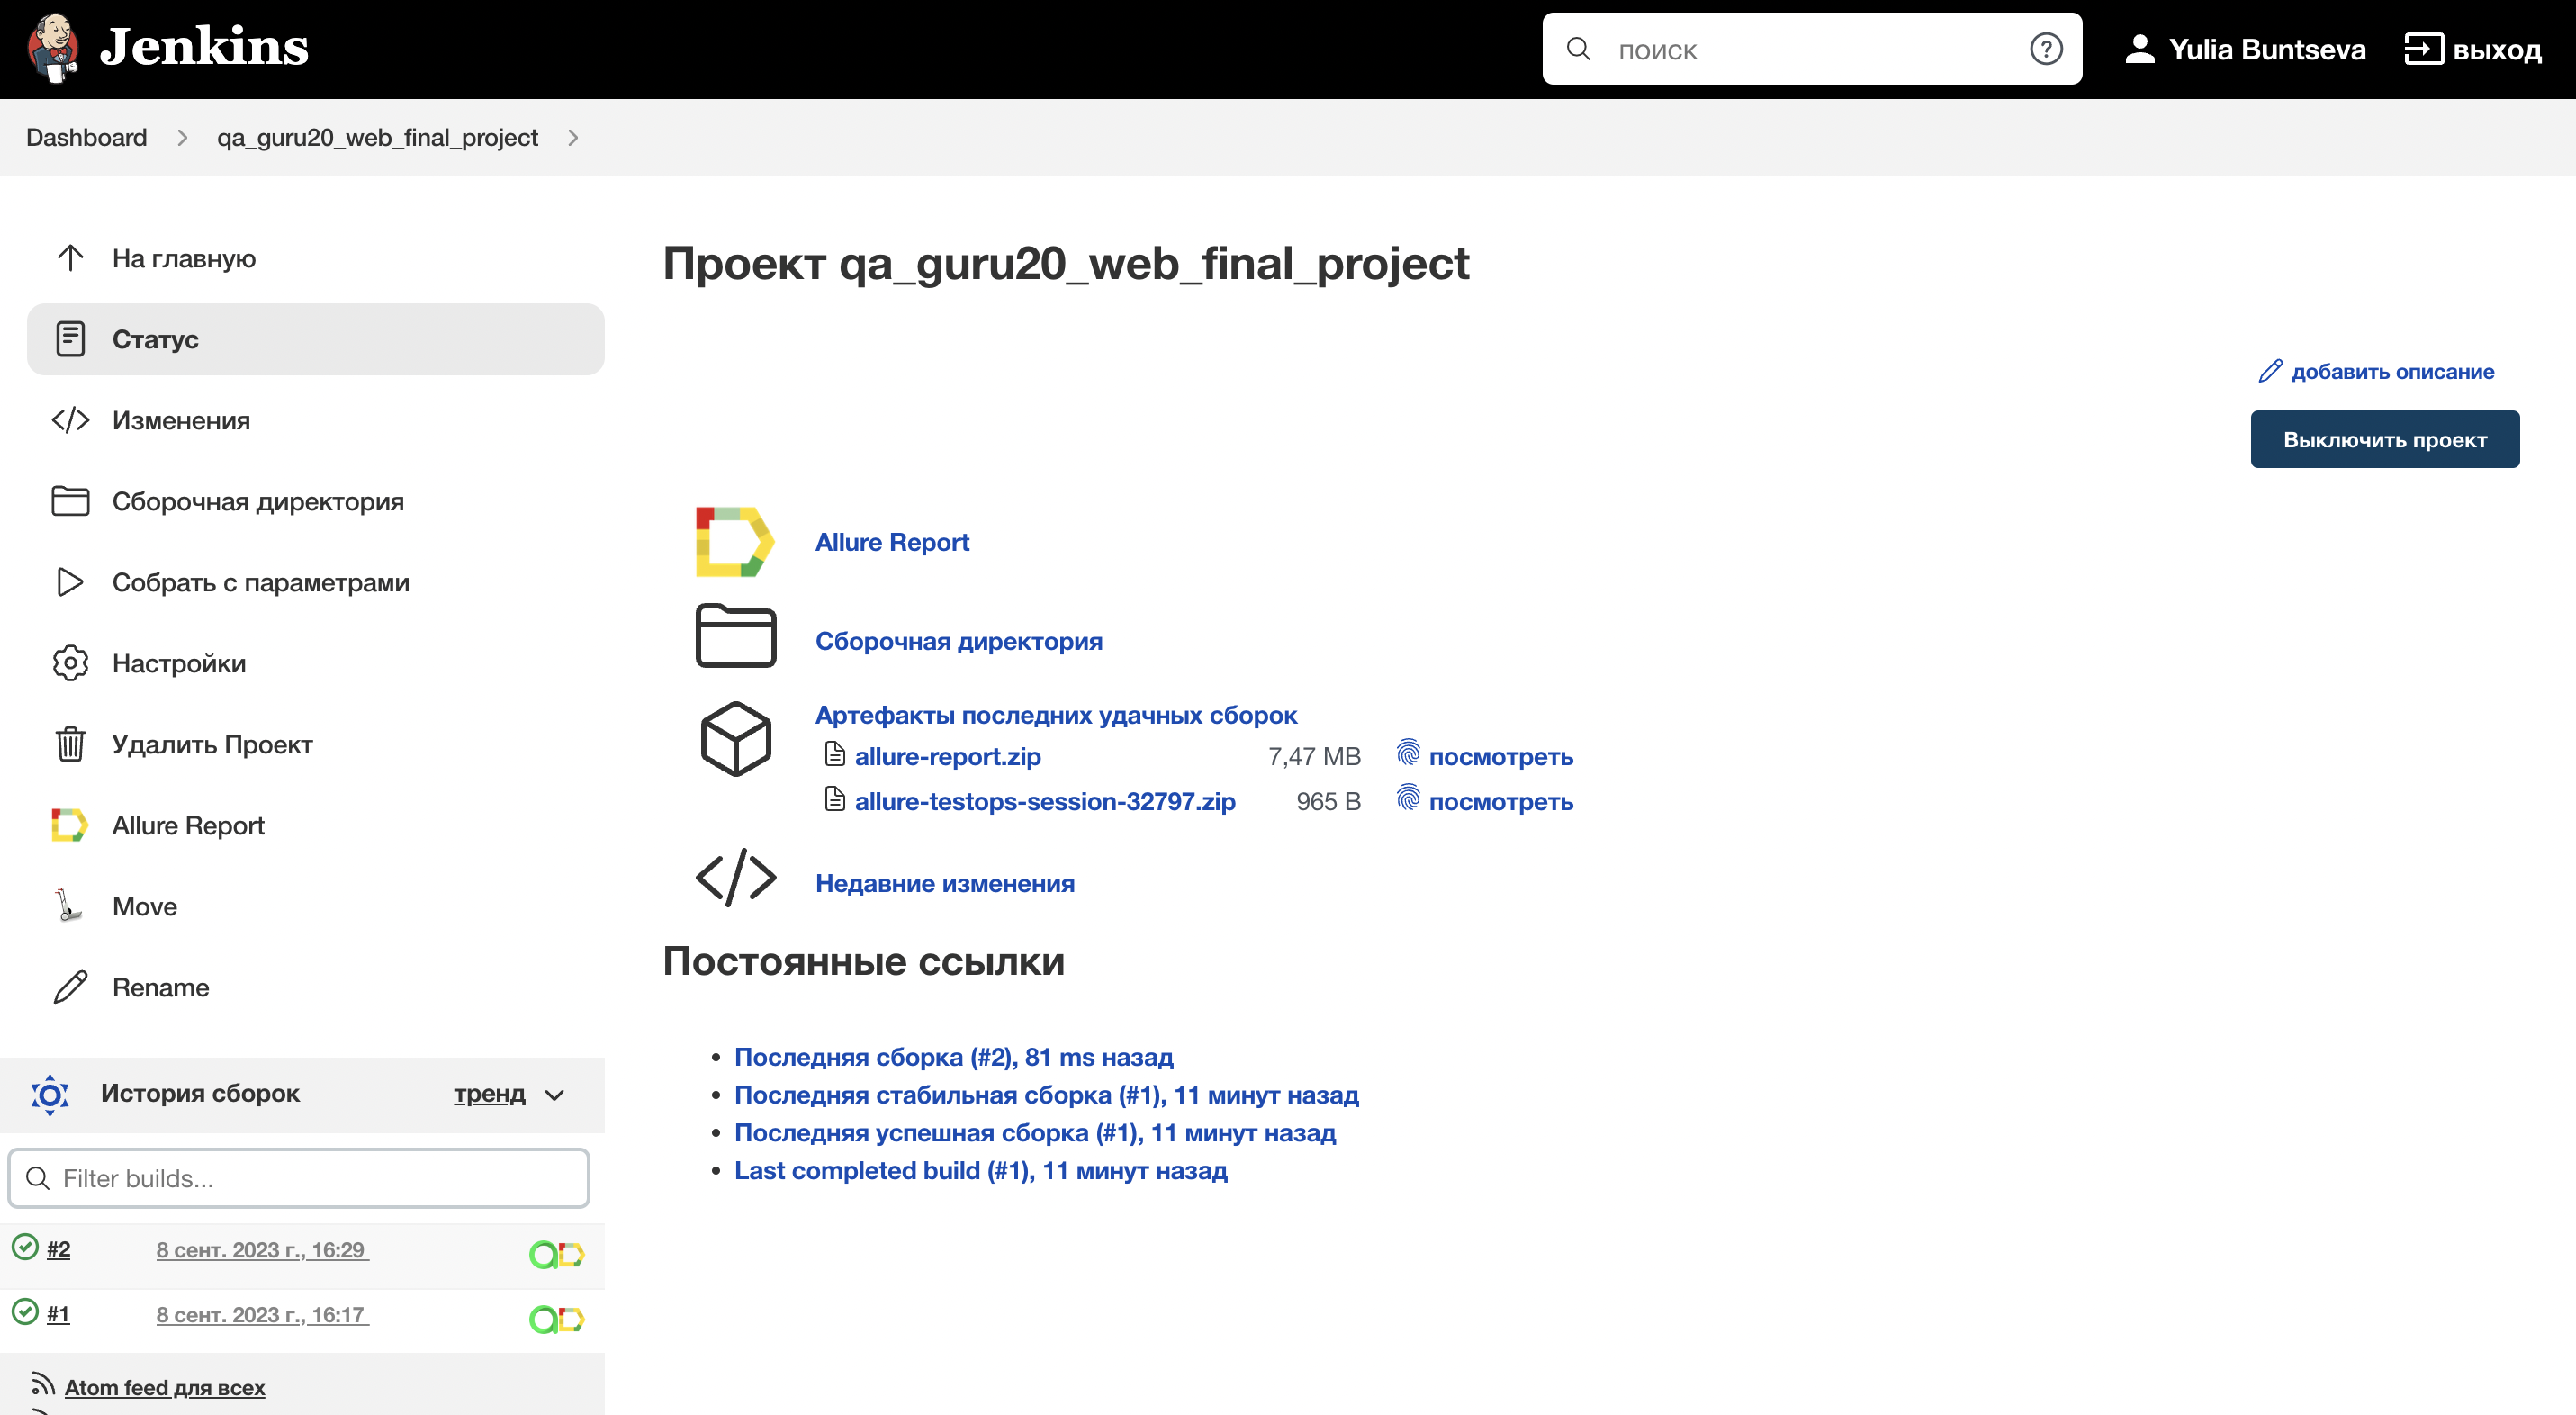 Jenkins
поиск
Yulia Buntseva
выход
Dashboard
qa_guru20_web_final_project
На главную
Статус
Изменения
Сборочная директория
Собрать с параметрами
Настройки
Удалить Проект
Allure Report
Move
Rename
История сборок
тренд
Filter builds...
#2 8 сент. 2023 г., 16:29
#1 8 сент. 2023 г., 16:17
Atom feed для всех
Проект qa_guru20_web_final_project
добавить описание
Выключить проект
Allure Report
Сборочная директория
Артефакты последних удачных сборок
allure-report.zip 7,47 MB посмотреть
allure-testops-session-32797.zip 965 B посмотреть
Недавние изменения
Постоянные ссылки
Последняя сборка (#2), 81 ms назад
Последняя стабильная сборка (#1), 11 минут назад
Последняя успешная сборка (#1), 11 минут назад
Last completed build (#1), 11 минут назад